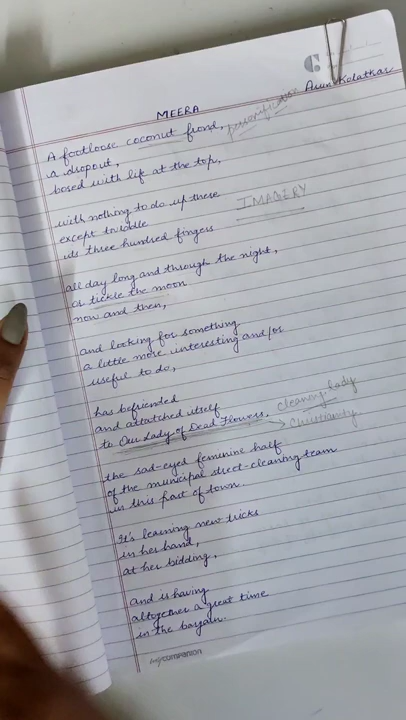 MEERA
Arun Kolatkar
A footloose coconut frond, personification
a dropout,
bored with life at the top,
with nothing to do up there
IMAGERY
except twiddle
its three hundred fingers
all day long and through the night,
or tickle the moon
now and then,
and looking for something
a little more interesting and/or
useful to do,
has befriended
and attatched itself
to Our Lady of Dead Flowers, cleaning lady
→ Christianity
the sad-eyed feminine half
of the municipal street-cleaning team
in this part of town.
It's learning new tricks
in her hand,
at her bidding,
and is having
altogether a great time
in the bargain.
mycompanion